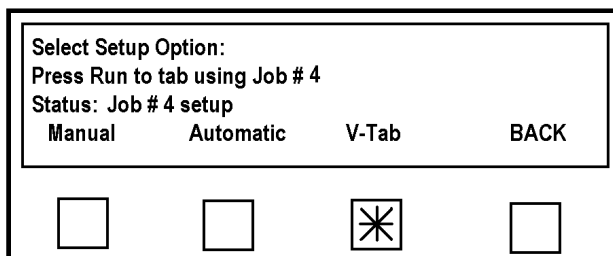 Select Setup Option:
Press Run to tab using Job # 4
Status: Job # 4 setup
Manual Automatic V-Tab BACK